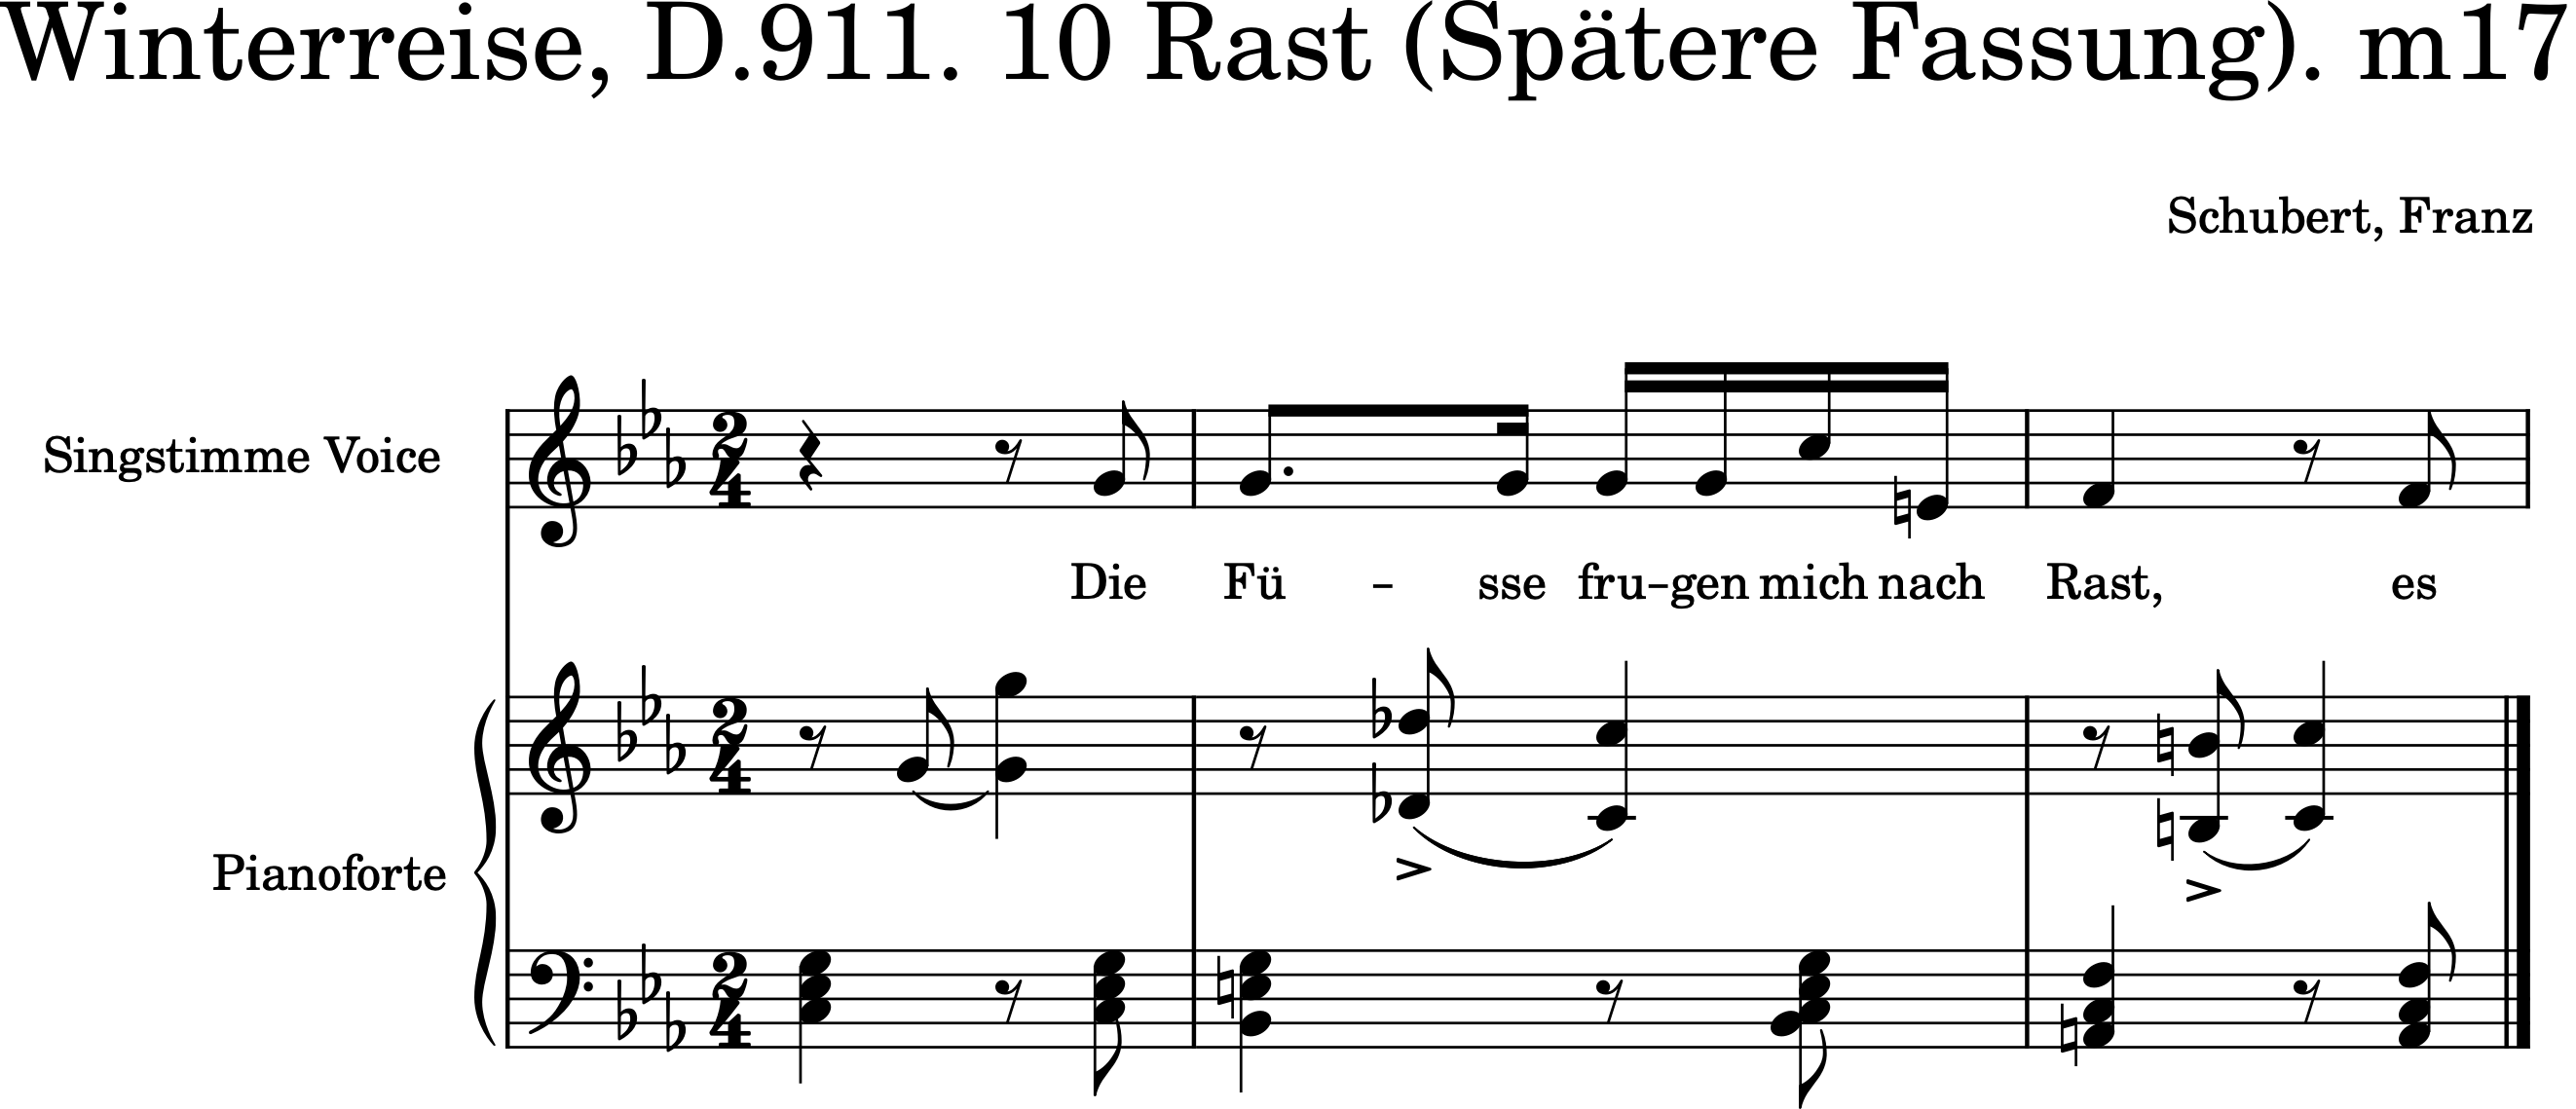 Winterreise, D.911. 10 Rast (Spätere Fassung). m17
Schubert, Franz
Singstimme Voice
Die Fü - sse fru-gen mich nach Rast, es
Pianoforte